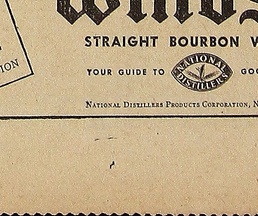 STRAIGHT BOURBON
YOUR GUIDE TO NATIONAL DISTILLERS
NATIONAL DISTILLERS PRODUCTS CORPORATION,